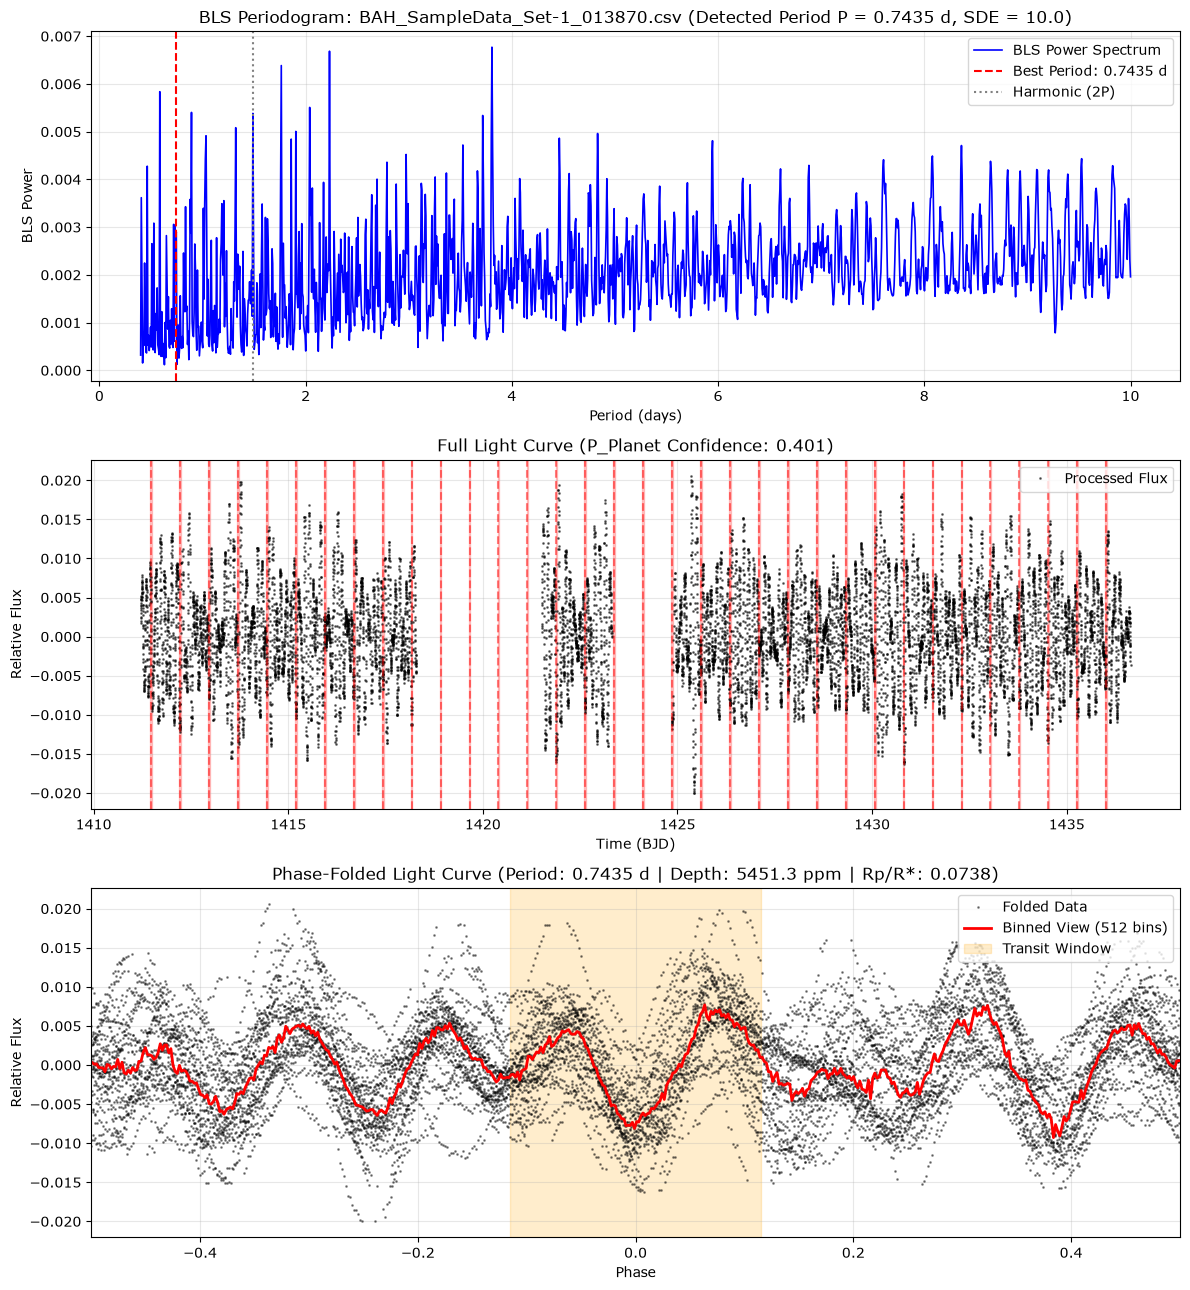 BLS Periodogram: BAH_SampleData_Set-1_013870.csv (Detected Period P = 0.7435 d, SDE = 10.0)
0.007
0.006
0.005
0.004
0.003
0.002
0.001
0.000
BLS Power
BLS Power Spectrum
Best Period: 0.7435 d
Harmonic (2P)
0 2 4 6 8 10
Period (days)
Full Light Curve (P_Planet Confidence: 0.401)
0.020
0.015
0.010
0.005
0.000
−0.005
−0.010
−0.015
−0.020
Relative Flux
Processed Flux
1410 1415 1420 1425 1430 1435
Time (BJD)
Phase-Folded Light Curve (Period: 0.7435 d | Depth: 5451.3 ppm | Rp/R*: 0.0738)
0.020
0.015
0.010
0.005
0.000
−0.005
−0.010
−0.015
−0.020
Relative Flux
Folded Data
Binned View (512 bins)
Transit Window
−0.4 −0.2 0.0 0.2 0.4
Phase